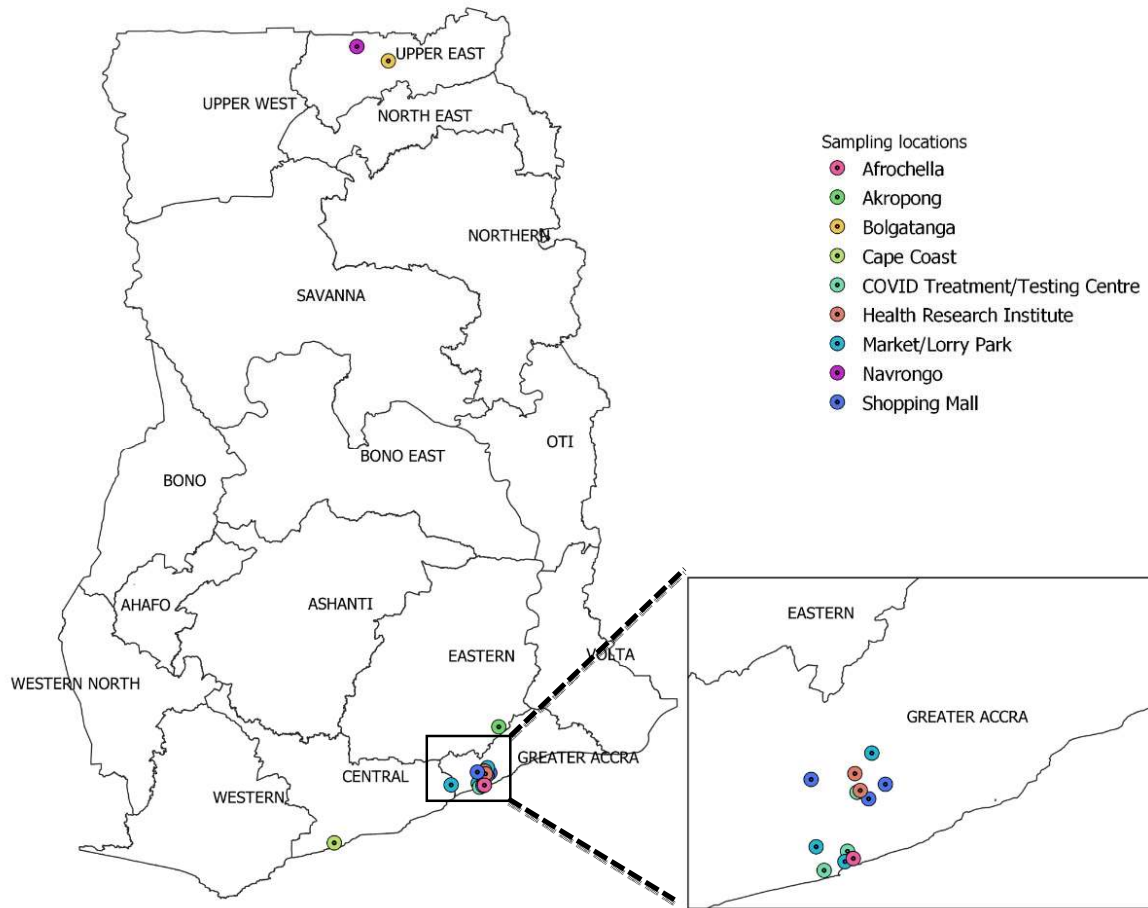 UPPER EAST
UPPER WEST
NORTH EAST
NORTHERN
SAVANNA
OTI
BONO EAST
BONO
AHAFO
ASHANTI
EASTERN
VOLTA
WESTERN NORTH
GREATER ACCRA
CENTRAL
WESTERN
Sampling locations
Afrochella
Akropong
Bolgatanga
Cape Coast
COVID Treatment/Testing Centre
Health Research Institute
Market/Lorry Park
Navrongo
Shopping Mall
EASTERN
GREATER ACCRA